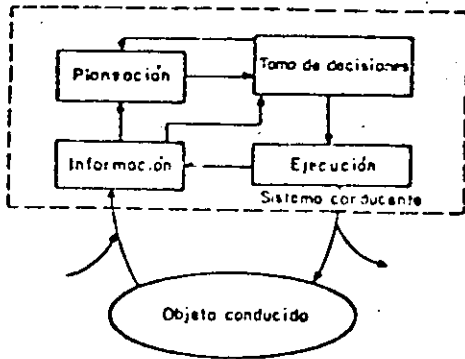 Planeación
Toma de decisiones
Información
Ejecución
Sistema conducente
Objeto conducido